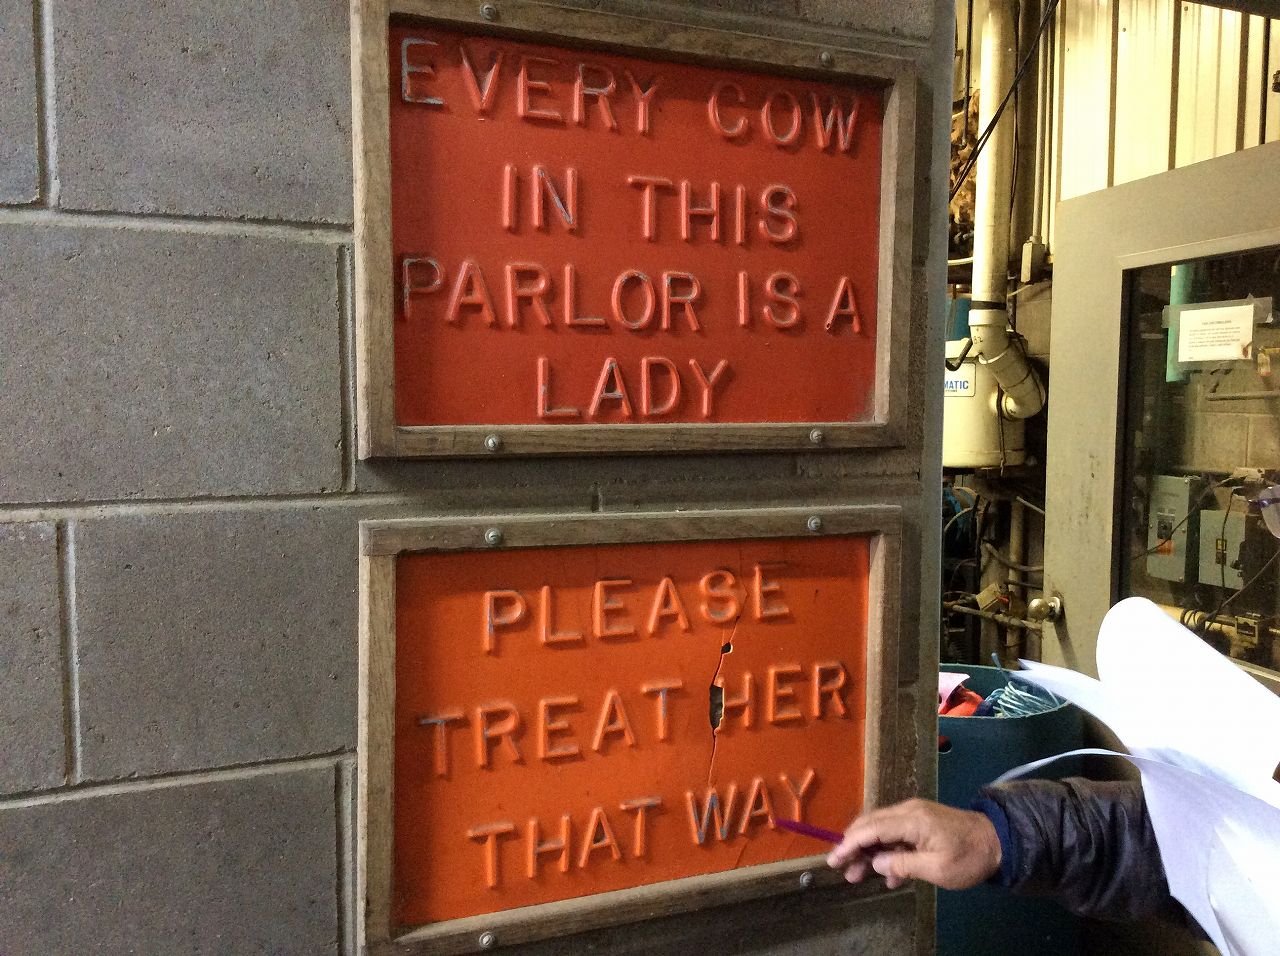 EVERY COW
IN THIS
PARLOR IS A
LADY
PLEASE
TREAT HER
THAT WAY
MATIC